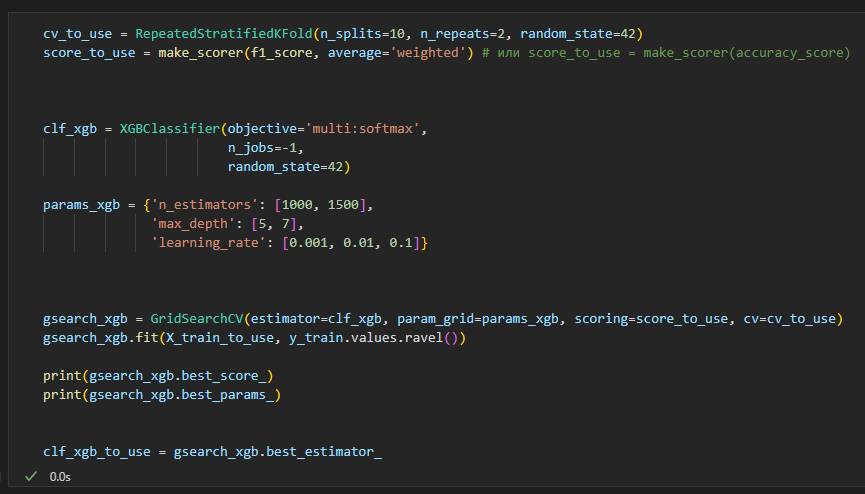 cv_to_use = RepeatedStratifiedKFold(n_splits=10, n_repeats=2, random_state=42)
score_to_use = make_scorer(f1_score, average='weighted') # или score_to_use = make_scorer(accuracy_score)
clf_xgb = XGBClassifier(objective='multi:softmax',
n_jobs=-1,
random_state=42)
params_xgb = {'n_estimators': [1000, 1500],
'max_depth': [5, 7],
'learning_rate': [0.001, 0.01, 0.1]}
gsearch_xgb = GridSearchCV(estimator=clf_xgb, param_grid=params_xgb, scoring=score_to_use, cv=cv_to_use)
gsearch_xgb.fit(X_train_to_use, y_train.values.ravel())
print(gsearch_xgb.best_score_)
print(gsearch_xgb.best_params_)
clf_xgb_to_use = gsearch_xgb.best_estimator_
0.0s